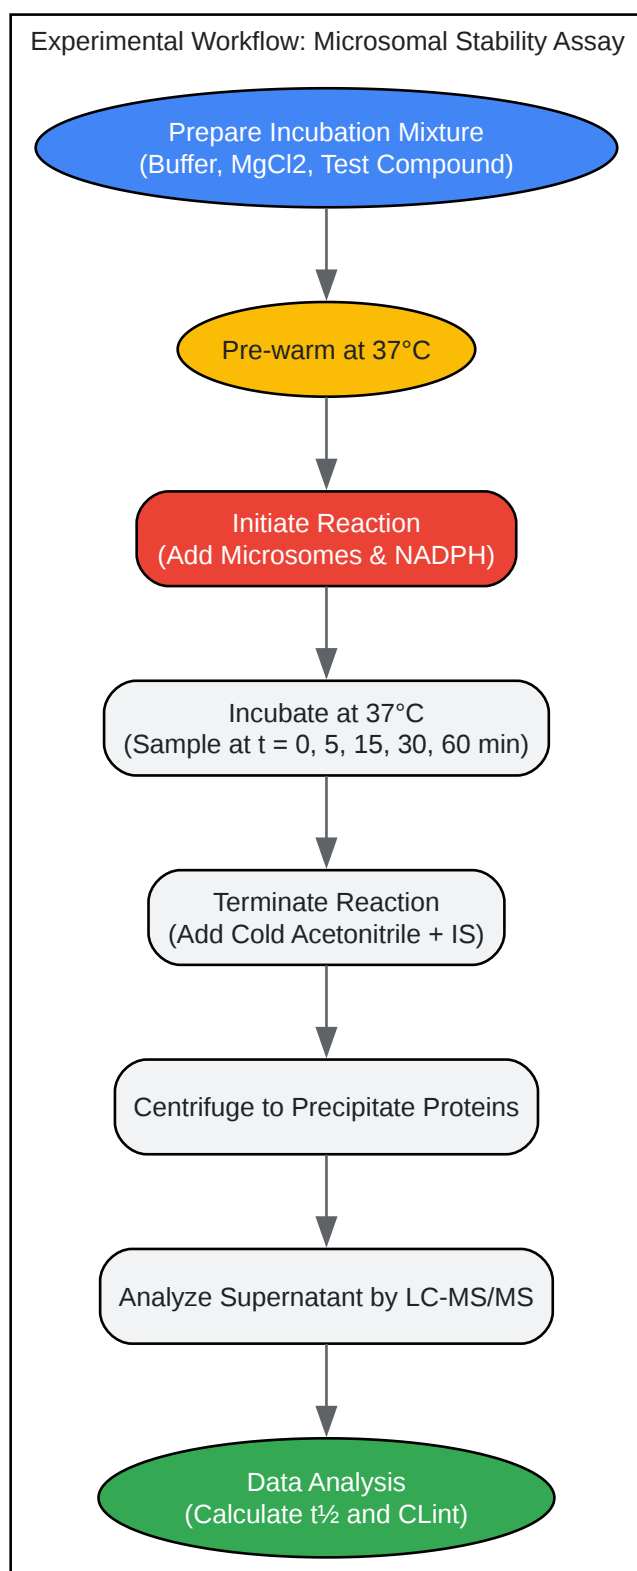 Experimental Workflow: Microsomal Stability Assay
Prepare Incubation Mixture
(Buffer, MgCl2, Test Compound)
Pre-warm at 37°C
Initiate Reaction
(Add Microsomes & NADPH)
Incubate at 37°C
(Sample at t = 0, 5, 15, 30, 60 min)
Terminate Reaction
(Add Cold Acetonitrile + IS)
Centrifuge to Precipitate Proteins
Analyze Supernatant by LC-MS/MS
Data Analysis
(Calculate t½ and CLint)